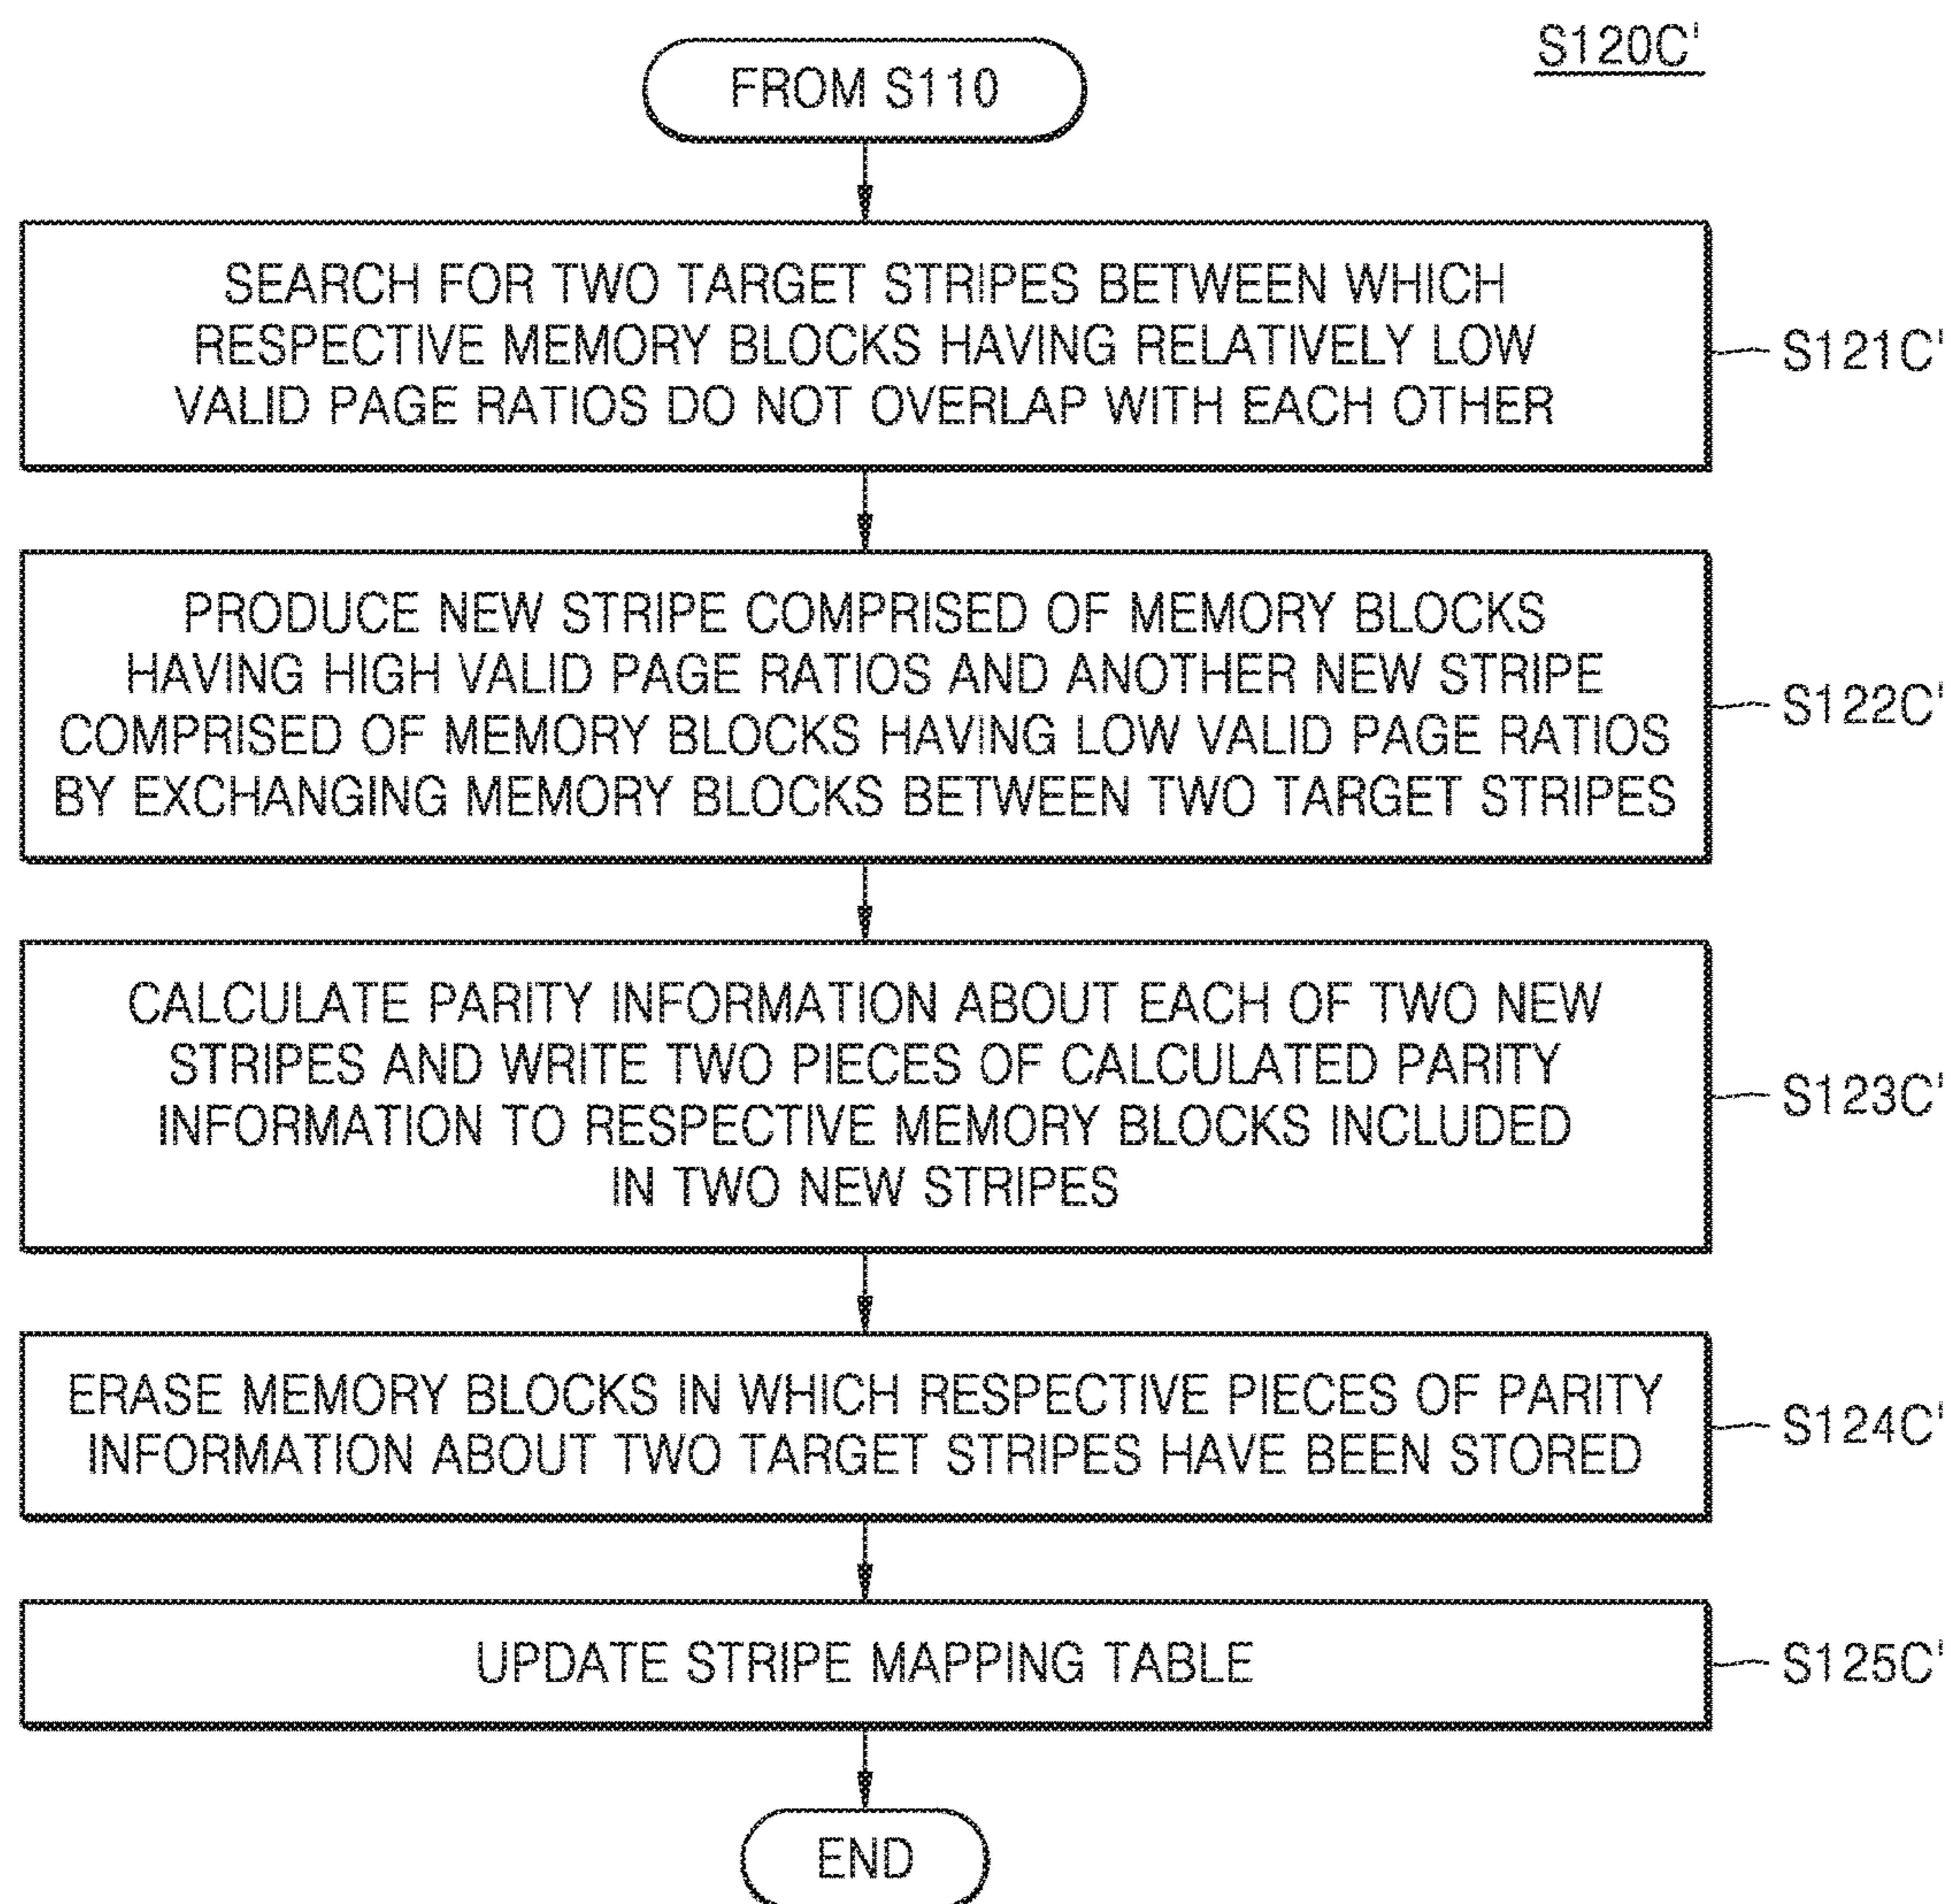 S120C'
FROM S110
SEARCH FOR TWO TARGET STRIPES BETWEEN WHICH
RESPECTIVE MEMORY BLOCKS HAVING RELATIVELY LOW
VALID PAGE RATIOS DO NOT OVERLAP WITH EACH OTHER
S121C'
PRODUCE NEW STRIPE COMPRISED OF MEMORY BLOCKS
HAVING HIGH VALID PAGE RATIOS AND ANOTHER NEW STRIPE
COMPRISED OF MEMORY BLOCKS HAVING LOW VALID PAGE RATIOS
BY EXCHANGING MEMORY BLOCKS BETWEEN TWO TARGET STRIPES
S122C'
CALCULATE PARITY INFORMATION ABOUT EACH OF TWO NEW
STRIPES AND WRITE TWO PIECES OF CALCULATED PARITY
INFORMATION TO RESPECTIVE MEMORY BLOCKS INCLUDED
IN TWO NEW STRIPES
S123C'
ERASE MEMORY BLOCKS IN WHICH RESPECTIVE PIECES OF PARITY
INFORMATION ABOUT TWO TARGET STRIPES HAVE BEEN STORED
S124C'
UPDATE STRIPE MAPPING TABLE
S125C'
END